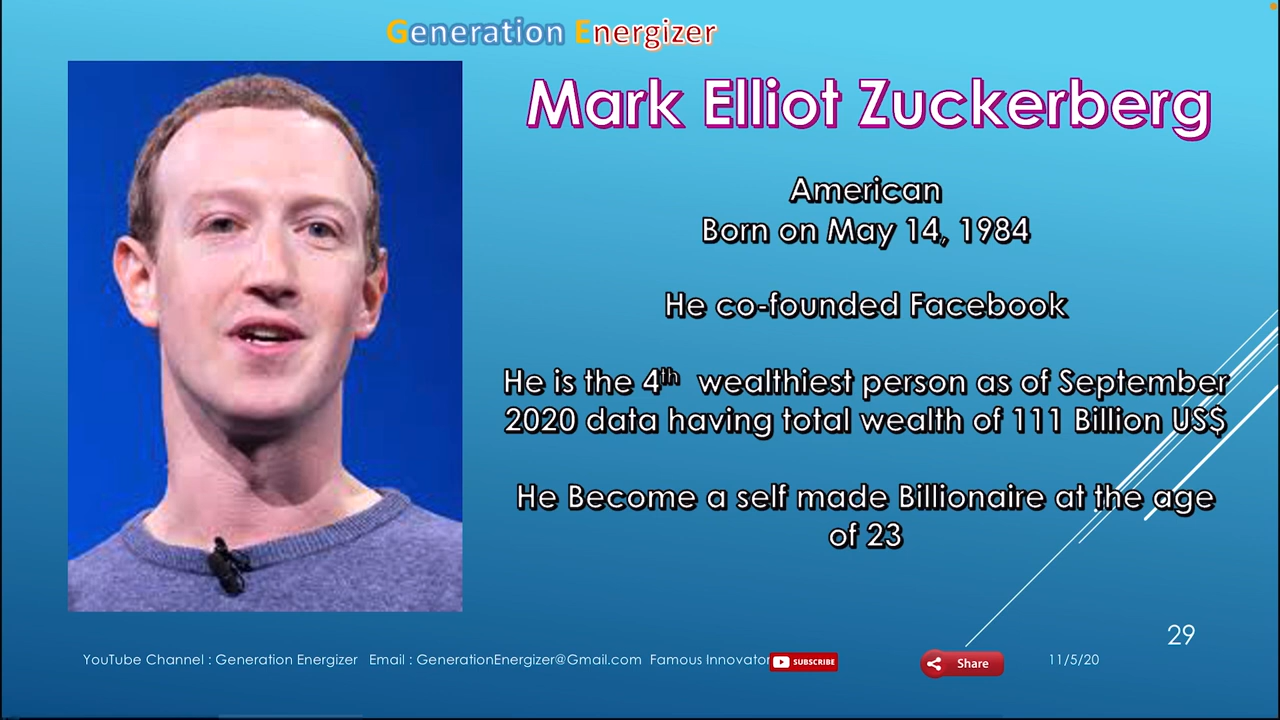 Generation Energizer
Mark Elliot Zuckerberg
American
Born on May 14, 1984
He co-founded Facebook
He is the 4th wealthiest person as of September
2020 data having total wealth of 111 Billion US$
He Become a self made Billionaire at the age
of 23
29
YouTube Channel : Generation Energizer Email : GenerationEnergizer@Gmail.com Famous Innovator SUBSCRIBE Share 11/5/20